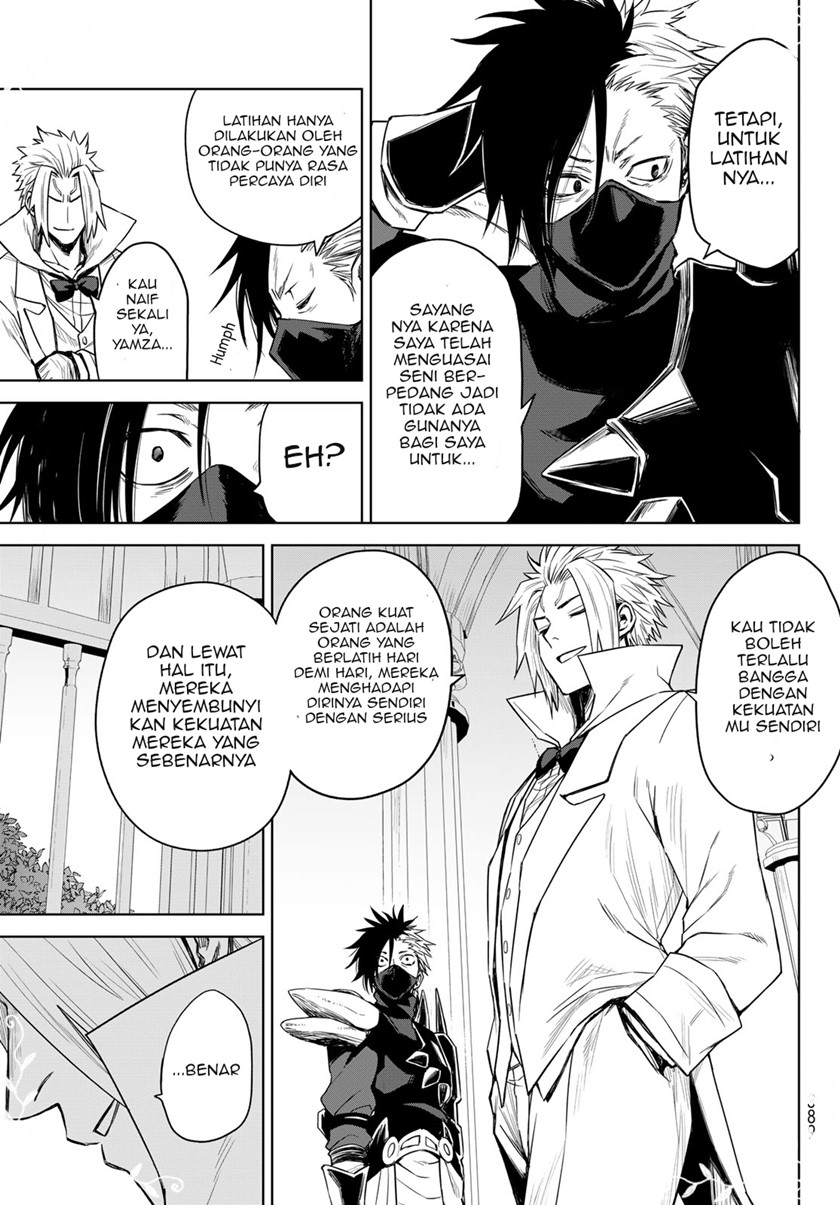 TETAPI,
UNTUK
LATIHAN
NYA...
SAYANG
NYA KARENA
SAYA TELAH
MENGUASAI
SENI BER-
PEDANG JADI
TIDAK ADA
GUNANYA
BAGI SAYA
UNTUK...
LATIHAN HANYA
DILAKUKAN OLEH
ORANG-ORANG YANG
TIDAK PUNYA RASA
PERCAYA DIRI
Humph
KAU
NAIF
SEKALI
YA,
YAMZA...
EH?
KAU TIDAK
BOLEH
TERLALU
BANGGA
DENGAN
KEKUATAN
MU SENDIRI
,
ORANG KUAT
SEJATI ADALAH
ORANG YANG
BERLATIH HARI
DEMI HARI, MEREKA
MENGHADAPI
DIRINYA SENDIRI
DENGAN SERIUS
DAN LEWAT
HAL ITU,
MEREKA
MENYEMBUNYI
KAN KEKUATAN
MEREKA YANG
SEBENARNYA
...BENAR